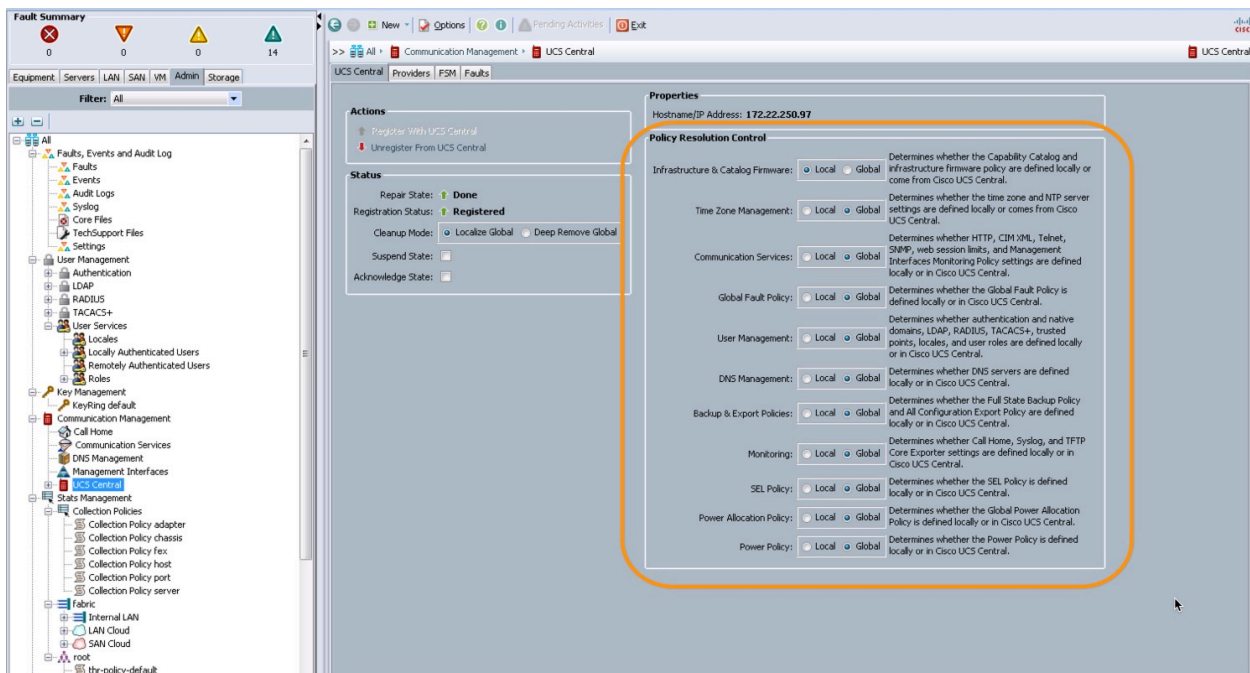 Fault Summary
0 0 0 14
Equipment Servers LAN SAN VM Admin Storage
Filter: All
All
Faults, Events and Audit Log
Faults
Events
Audit Logs
Syslog
Core Files
TechSupport Files
Settings
User Management
Authentication
LDAP
RADIUS
TACACS+
User Services
Locales
Locally Authenticated Users
Remotely Authenticated Users
Roles
Key Management
KeyRing default
Communication Management
Call Home
Communication Services
DNS Management
Management Interfaces
UCS Central
Stats Management
Collection Policies
Collection Policy adapter
Collection Policy chassis
Collection Policy fex
Collection Policy host
Collection Policy port
Collection Policy server
fabric
Internal LAN
LAN Cloud
SAN Cloud
root
thr-policy-default
New Options Pending Activities Exit
cisco
>> All Communication Management UCS Central
UCS Central
UCS Central Providers FSM Faults
Actions
Register With UCS Central
Unregister From UCS Central
Status
Repair State: Done
Registration Status: Registered
Cleanup Mode: Localize Global Deep Remove Global
Suspend State:
Acknowledge State:
Properties
Hostname/IP Address: 172.22.250.97
Policy Resolution Control
Infrastructure & Catalog Firmware: Local Global
Determines whether the Capability Catalog and
infrastructure firmware policy are defined locally or
come from Cisco UCS Central.
Time Zone Management: Local Global
Determines whether the time zone and NTP server
settings are defined locally or comes from Cisco
UCS Central.
Communication Services: Local Global
Determines whether HTTP, CIM XML, Telnet,
SNMP, web session limits, and Management
Interfaces Monitoring Policy settings are defined
locally or in Cisco UCS Central.
Global Fault Policy: Local Global
Determines whether the Global Fault Policy is
defined locally or in Cisco UCS Central.
User Management: Local Global
Determines whether authentication and native
domains, LDAP, RADIUS, TACACS+, trusted
points, locales, and user roles are defined locally
or in Cisco UCS Central.
DNS Management: Local Global
Determines whether DNS servers are defined
locally or in Cisco UCS Central.
Backup & Export Policies: Local Global
Determines whether the Full State Backup Policy
and All Configuration Export Policy are defined
locally or in Cisco UCS Central.
Monitoring: Local Global
Determines whether Call Home, Syslog, and TFTP
Core Exporter settings are defined locally or in
Cisco UCS Central.
SEL Policy: Local Global
Determines whether the SEL Policy is defined
locally or in Cisco UCS Central.
Power Allocation Policy: Local Global
Determines whether the Global Power Allocation
Policy is defined locally or in Cisco UCS Central.
Power Policy: Local Global
Determines whether the Power Policy is defined
locally or in Cisco UCS Central.